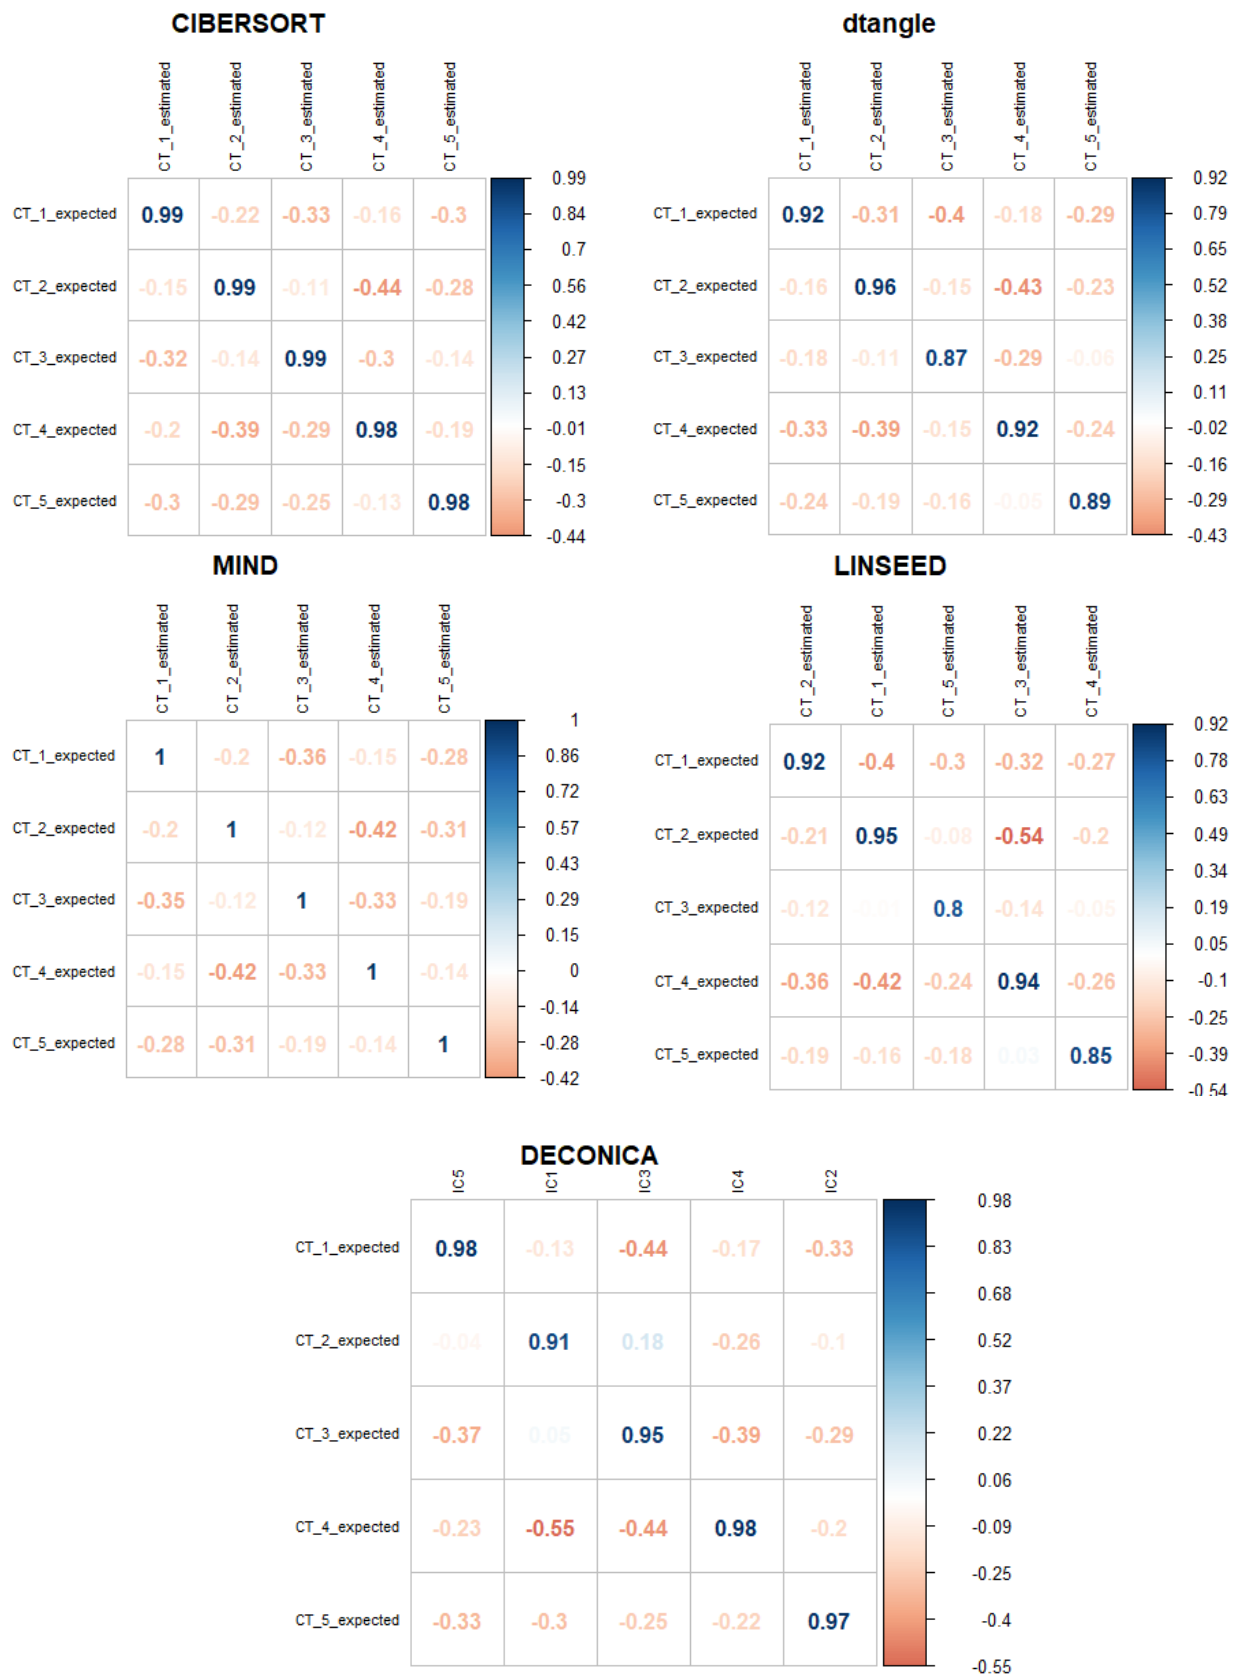 CIBERSORT
CT_1_estimated CT_2_estimated CT_3_estimated CT_4_estimated CT_5_estimated
CT_1_expected 0.99 -0.22 -0.33 -0.16 -0.3
CT_2_expected -0.15 0.99 -0.11 -0.44 -0.28
CT_3_expected -0.32 -0.14 0.99 -0.3 -0.14
CT_4_expected -0.2 -0.39 -0.29 0.98 -0.19
CT_5_expected -0.3 -0.29 -0.25 -0.13 0.98
0.99
0.84
0.7
0.56
0.42
0.27
0.13
-0.01
-0.15
-0.3
-0.44
dtangle
CT_1_estimated CT_2_estimated CT_3_estimated CT_4_estimated CT_5_estimated
CT_1_expected 0.92 -0.31 -0.4 -0.18 -0.29
CT_2_expected -0.16 0.96 -0.15 -0.43 -0.23
CT_3_expected -0.18 -0.11 0.87 -0.29 -0.06
CT_4_expected -0.33 -0.39 -0.15 0.92 -0.24
CT_5_expected -0.24 -0.19 -0.16 -0.05 0.89
0.92
0.79
0.65
0.52
0.38
0.25
0.11
-0.02
-0.16
-0.29
-0.43
MIND
CT_1_estimated CT_2_estimated CT_3_estimated CT_4_estimated CT_5_estimated
CT_1_expected 1 -0.2 -0.36 -0.15 -0.28
CT_2_expected -0.2 1 -0.12 -0.42 -0.31
CT_3_expected -0.35 -0.12 1 -0.33 -0.19
CT_4_expected -0.15 -0.42 -0.33 1 -0.14
CT_5_expected -0.28 -0.31 -0.19 -0.14 1
1
0.86
0.72
0.57
0.43
0.29
0.15
0
-0.14
-0.28
-0.42
LINSEED
CT_2_estimated CT_1_estimated CT_5_estimated CT_3_estimated CT_4_estimated
CT_1_expected 0.92 -0.4 -0.3 -0.32 -0.27
CT_2_expected -0.21 0.95 -0.08 -0.54 -0.2
CT_3_expected -0.12 -0.01 0.8 -0.14 -0.05
CT_4_expected -0.36 -0.42 -0.24 0.94 -0.26
CT_5_expected -0.19 -0.16 -0.18 0.03 0.85
0.92
0.78
0.63
0.49
0.34
0.19
0.05
-0.1
-0.25
-0.39
-0.54
DECONICA
IC5 IC1 IC3 IC4 IC2
CT_1_expected 0.98 -0.13 -0.44 -0.17 -0.33
CT_2_expected -0.04 0.91 0.18 -0.26 -0.1
CT_3_expected -0.37 0.05 0.95 -0.39 -0.29
CT_4_expected -0.23 -0.55 -0.44 0.98 -0.2
CT_5_expected -0.33 -0.3 -0.25 -0.22 0.97
0.98
0.83
0.68
0.52
0.37
0.22
0.06
-0.09
-0.25
-0.4
-0.55